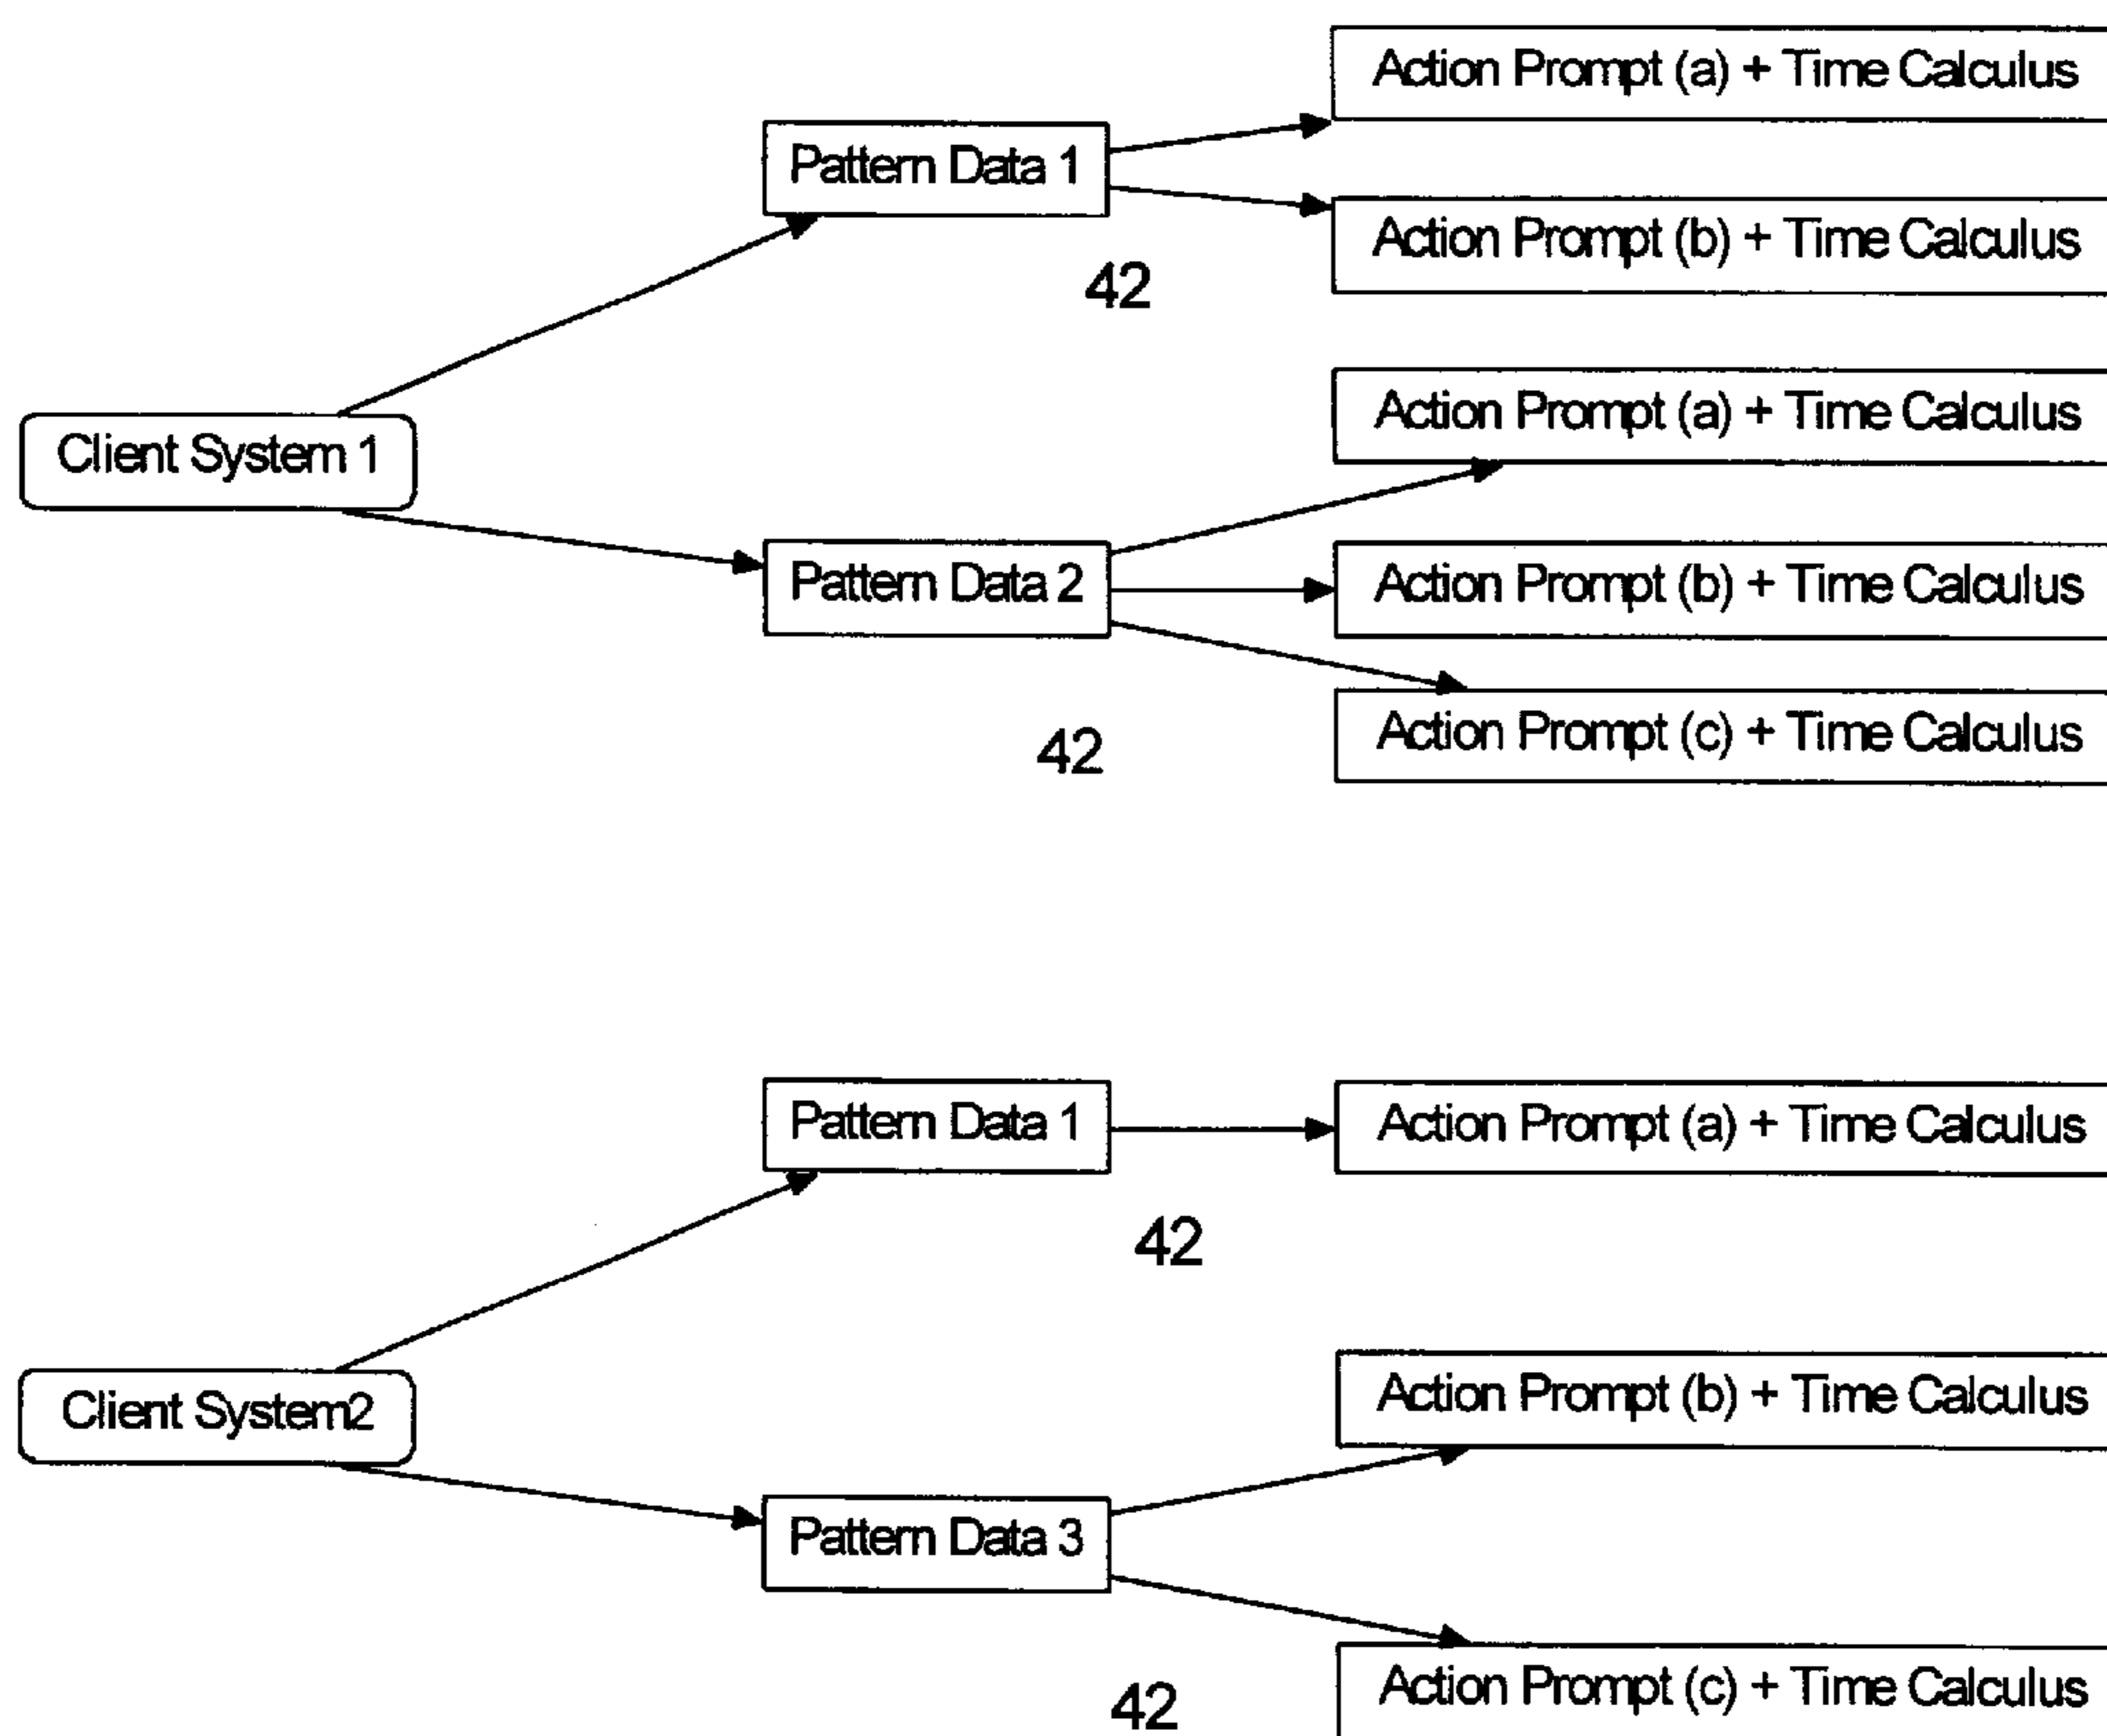 Action Prompt (a) + Time Calculus
Pattern Data 1
Action Prompt (b) + Time Calculus
42
Action Prompt (a) + Time Calculus
Client System 1
Pattern Data 2
Action Prompt (b) + Time Calculus
Action Prompt (c) + Time Calculus
42
Pattern Data 1
Action Prompt (a) + Time Calculus
42
Action Prompt (b) + Time Calculus
Client System2
Pattern Data 3
Action Prompt (c) + Time Calculus
42